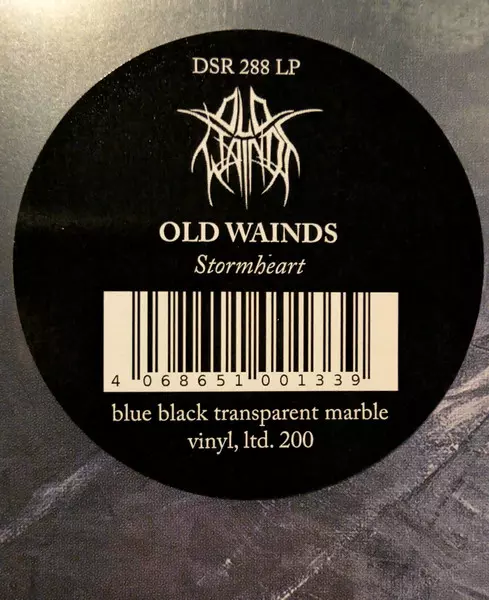 DSR 288 LP
OLD WAINDS
OLD WAINDS
Stormheart
4 068651 001339
blue black transparent marble
vinyl, ltd. 200